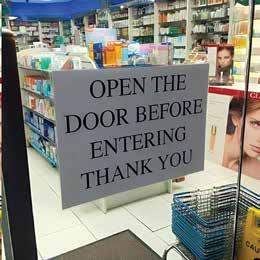 OPEN THE
DOOR BEFORE
ENTERING
THANK YOU